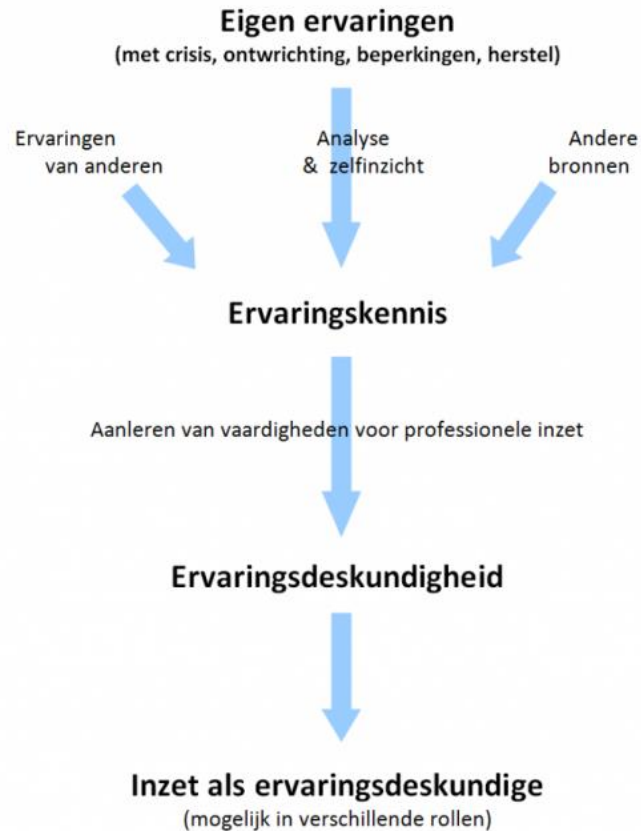 Eigen ervaringen
(met crisis, ontwrichting, beperkingen, herstel)
Ervaringen
van anderen
Analyse
& zelfinzicht
Andere
bronnen
Ervaringskennis
Aanleren van vaardigheden voor professionele inzet
Ervaringsdeskundigheid
Inzet als ervaringsdeskundige
(mogelijk in verschillende rollen)